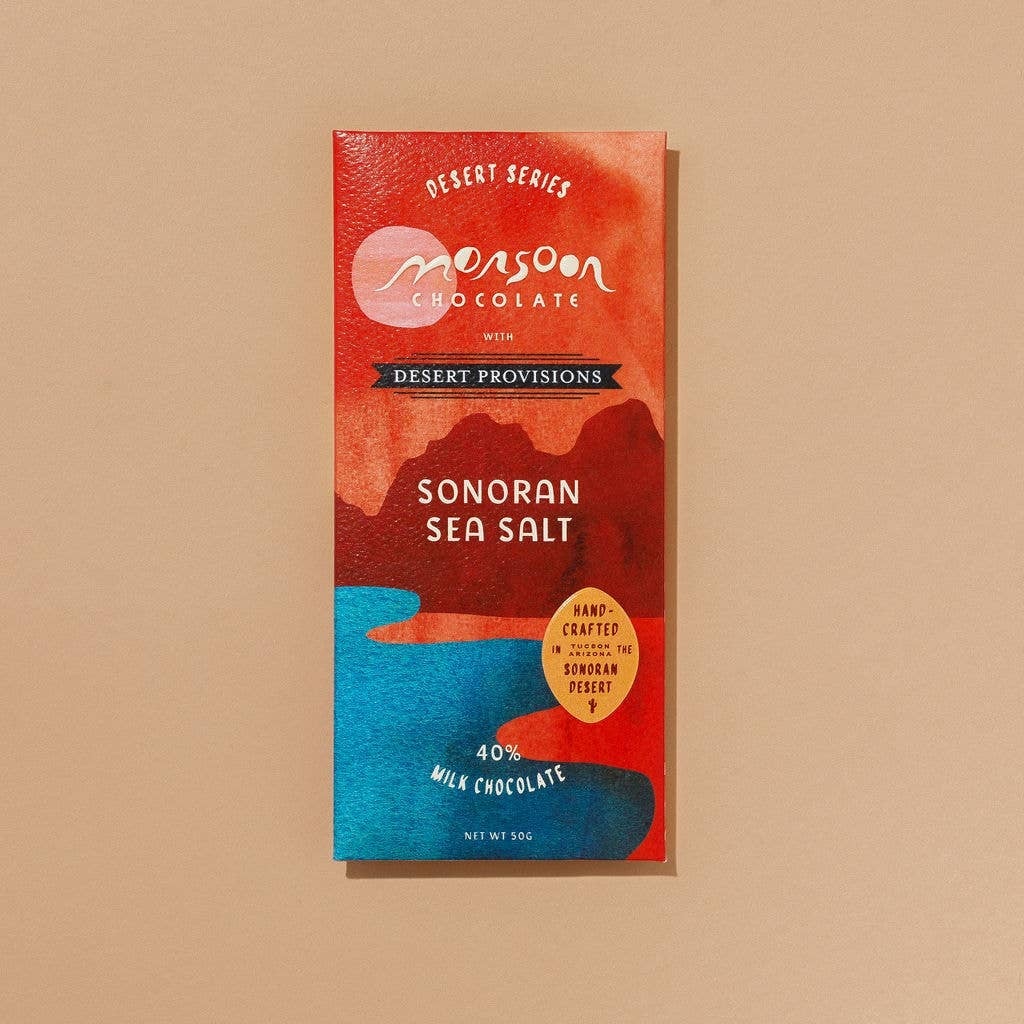 DESERT SERIES
monsoon
CHOCOLATE
WITH
DESERT PROVISIONS
SONORAN
SEA SALT
HAND-
CRAFTED
IN TUCSON ARIZONA THE
SONORAN
DESERT
40%
MILK CHOCOLATE
NET WT 50G